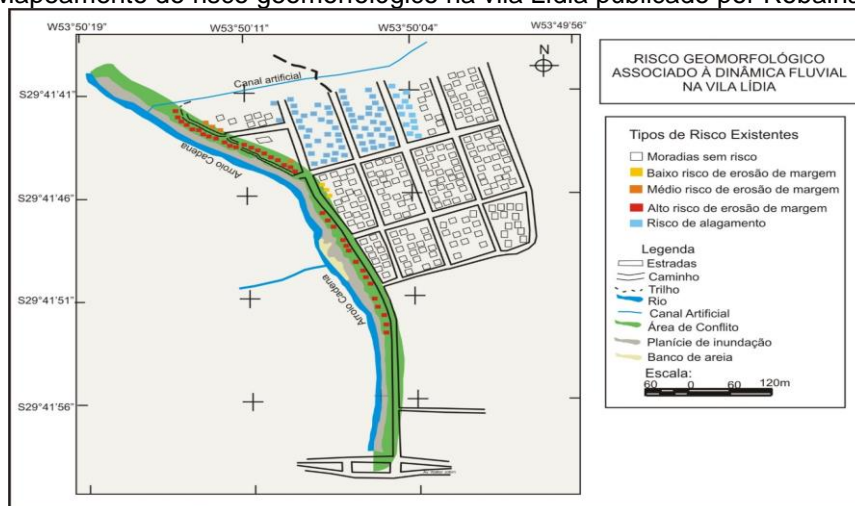 Mapeamento do risco geomorfológico na vila Lídia publicado por
W53°50'19" W53°50'11" W53°50'04" W53°49'56"
N
Canal artificial
S29°41'41"
Arroio Cadena
S29°41'46"
S29°41'51"
Arroio Cadena
S29°41'56"
RISCO GEOMORFOLÓGICO
ASSOCIADO À DINÂMICA FLUVIAL
NA VILA LÍDIA
Tipos de Risco Existentes
Moradias sem risco
Baixo risco de erosão de margem
Médio risco de erosão de margem
Alto risco de erosão de margem
Risco de alagamento
Legenda
Estradas
Caminho
Trilho
Rio
Canal Artificial
Área de Conflito
Planície de inundação
Banco de areia
Escala:
60 0 60 120m